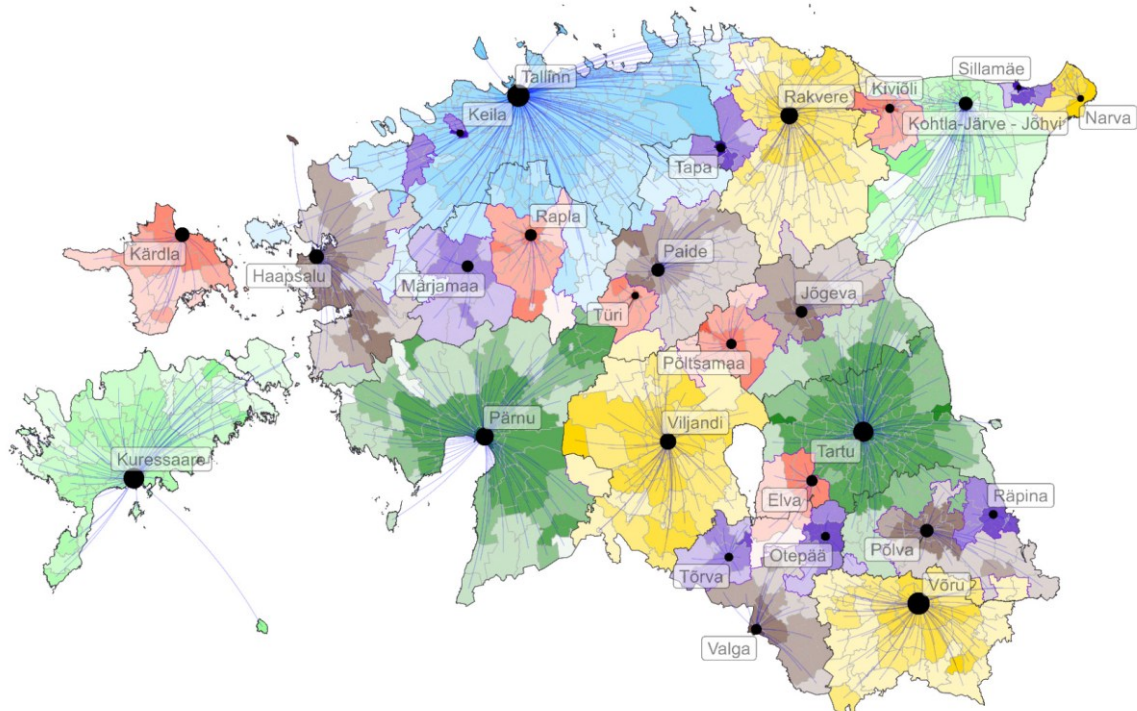 Tallinn
Keila
Sillamäe
Kiviõli
Rakvere
Kohtla-Järve - Jõhvi
Narva
Tapa
Rapla
Kärdla
Haapsalu
Märjamaa
Paide
Türi
Jõgeva
Põltsamaa
Pärnu
Viljandi
Tartu
Kuressaare
Elva
Räpina
Otepää
Põlva
Tõrva
Võru 2
Valga